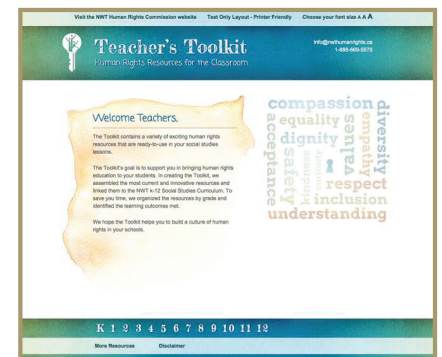 Visit the NWT Human Rights Commission website Text Only Layout - Printer Friendly Choose your font size A A A
Teacher's Toolkit
Human Rights Resources for the Classroom
info@nwthumanrights.ca
1-888-669-5575
Welcome Teachers,
The Toolkit contains a variety of exciting human rights
resources that are ready-to-use in your social studies
lessons.
The Toolkit's goal is to support you in bringing human rights
education to your students. In creating the Toolkit, we
assembled the most current and innovative resources and
linked them to the NWT k-12 Social Studies Curriculum. To
save you time, we organized the resources by grade and
identified the learning outcomes met.
We hope the Toolkit helps you to build a culture of human
rights in your schools.
compassion
equality
dignity
acceptance
safety
kindness
values
empathy
diversity
respect
inclusion
understanding
K 1 2 3 4 5 6 7 8 9 10 11 12
More Resources Disclaimer